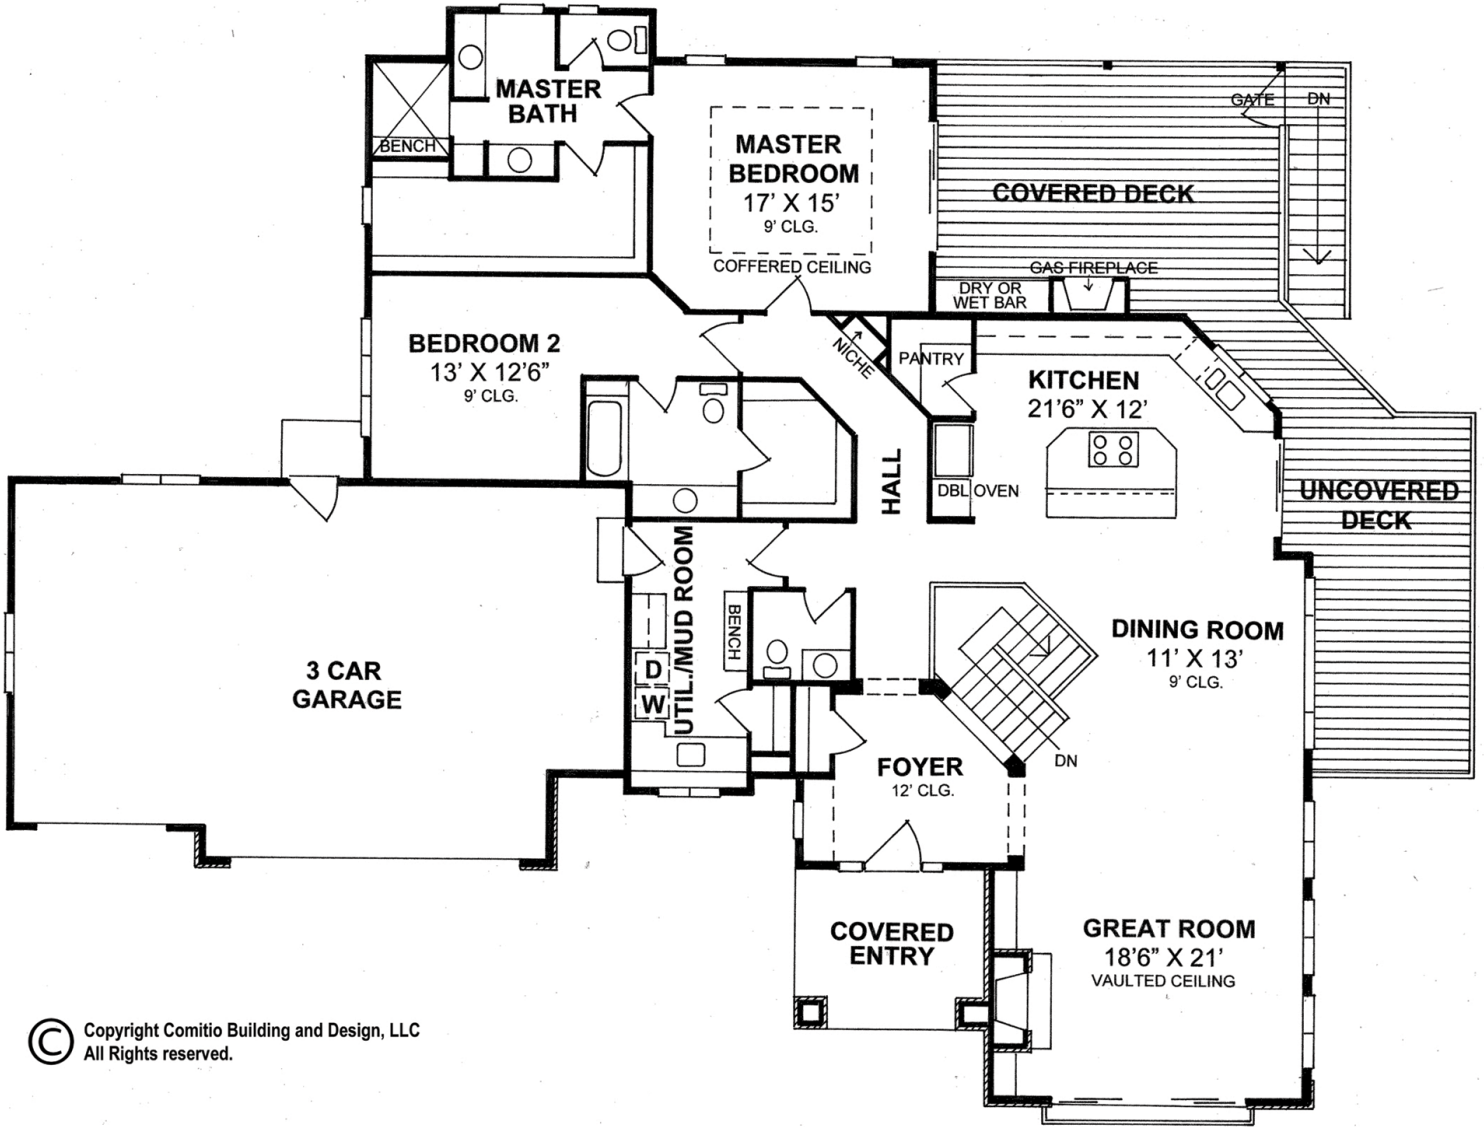 MASTER
BATH
BENCH
MASTER
BEDROOM
17’ X 15’
9’ CLG.
COFFERED CEILING
GATE
DN
COVERED DECK
GAS FIREPLACE
DRY OR
WET BAR
BEDROOM 2
13’ X 12’6”
9’ CLG.
NICHE
PANTRY
KITCHEN
21’6” X 12’
HALL
DBL OVEN
UNCOVERED
DECK
UTIL./MUD ROOM
BENCH
D
W
3 CAR
GARAGE
DINING ROOM
11’ X 13’
9’ CLG.
DN
FOYER
12’ CLG.
COVERED
ENTRY
GREAT ROOM
18’6” X 21’
VAULTED CEILING
© Copyright Comitio Building and Design, LLC
All Rights reserved.